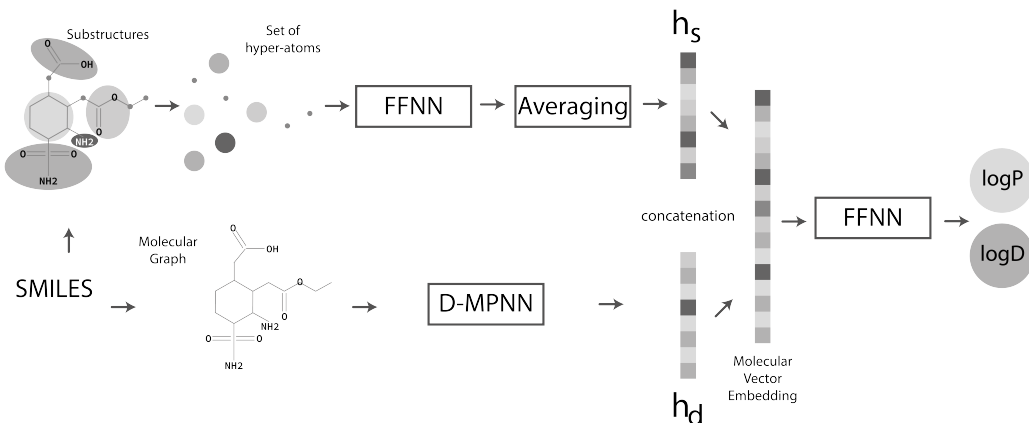 Substructures
Set of
hyper-atoms
O
OH
O
O
NH2
O
O
NH2
FFNN
Averaging
hs
concatenation
FFNN
logP
logD
SMILES
Molecular
Graph
O
OH
O
O
NH2
O
O
NH2
D-MPNN
hd
Molecular
Vector
Embedding